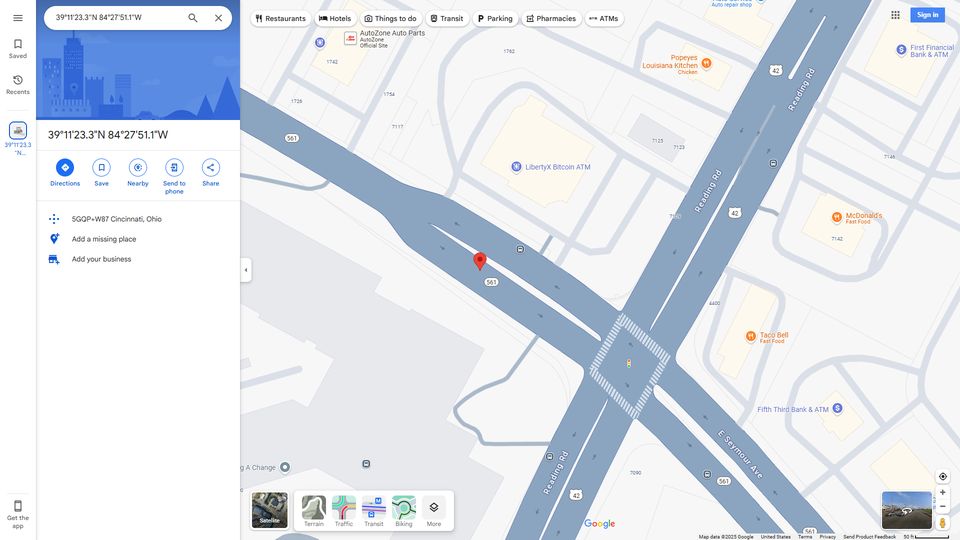 39°11'23.3"N 84°27'51.1"W
Restaurants
Hotels
Things to do
Transit
Parking
Pharmacies
ATMs
Sign in
Saved
Recents
39°11'23.3
"N...
39°11'23.3"N 84°27'51.1"W
Directions
Save
Nearby
Send to
phone
Share
5GQP+W87 Cincinnati, Ohio
Add a missing place
Add your business
Get the
app
Auto repair shop
AutoZone Auto Parts
AutoZone
Official Site
1742
1762
1754
1726
7117
561
Popeyes
Louisiana Kitchen
Chicken
42
Reading Rd
First Financial
Bank & ATM
7125
7123
LibertyX Bitcoin ATM
Reading Rd
42
McDonald's
Fast Food
7142
561
4400
Taco Bell
Fast Food
Fifth Third Bank & ATM
E Seymour Ave
g A Change
Reading Rd
7090
561
42
561
Satellite
Terrain
Traffic
Transit
Biking
More
Google
Map data ©2025 Google
United States
Terms
Privacy
Send Product Feedback
50 ft